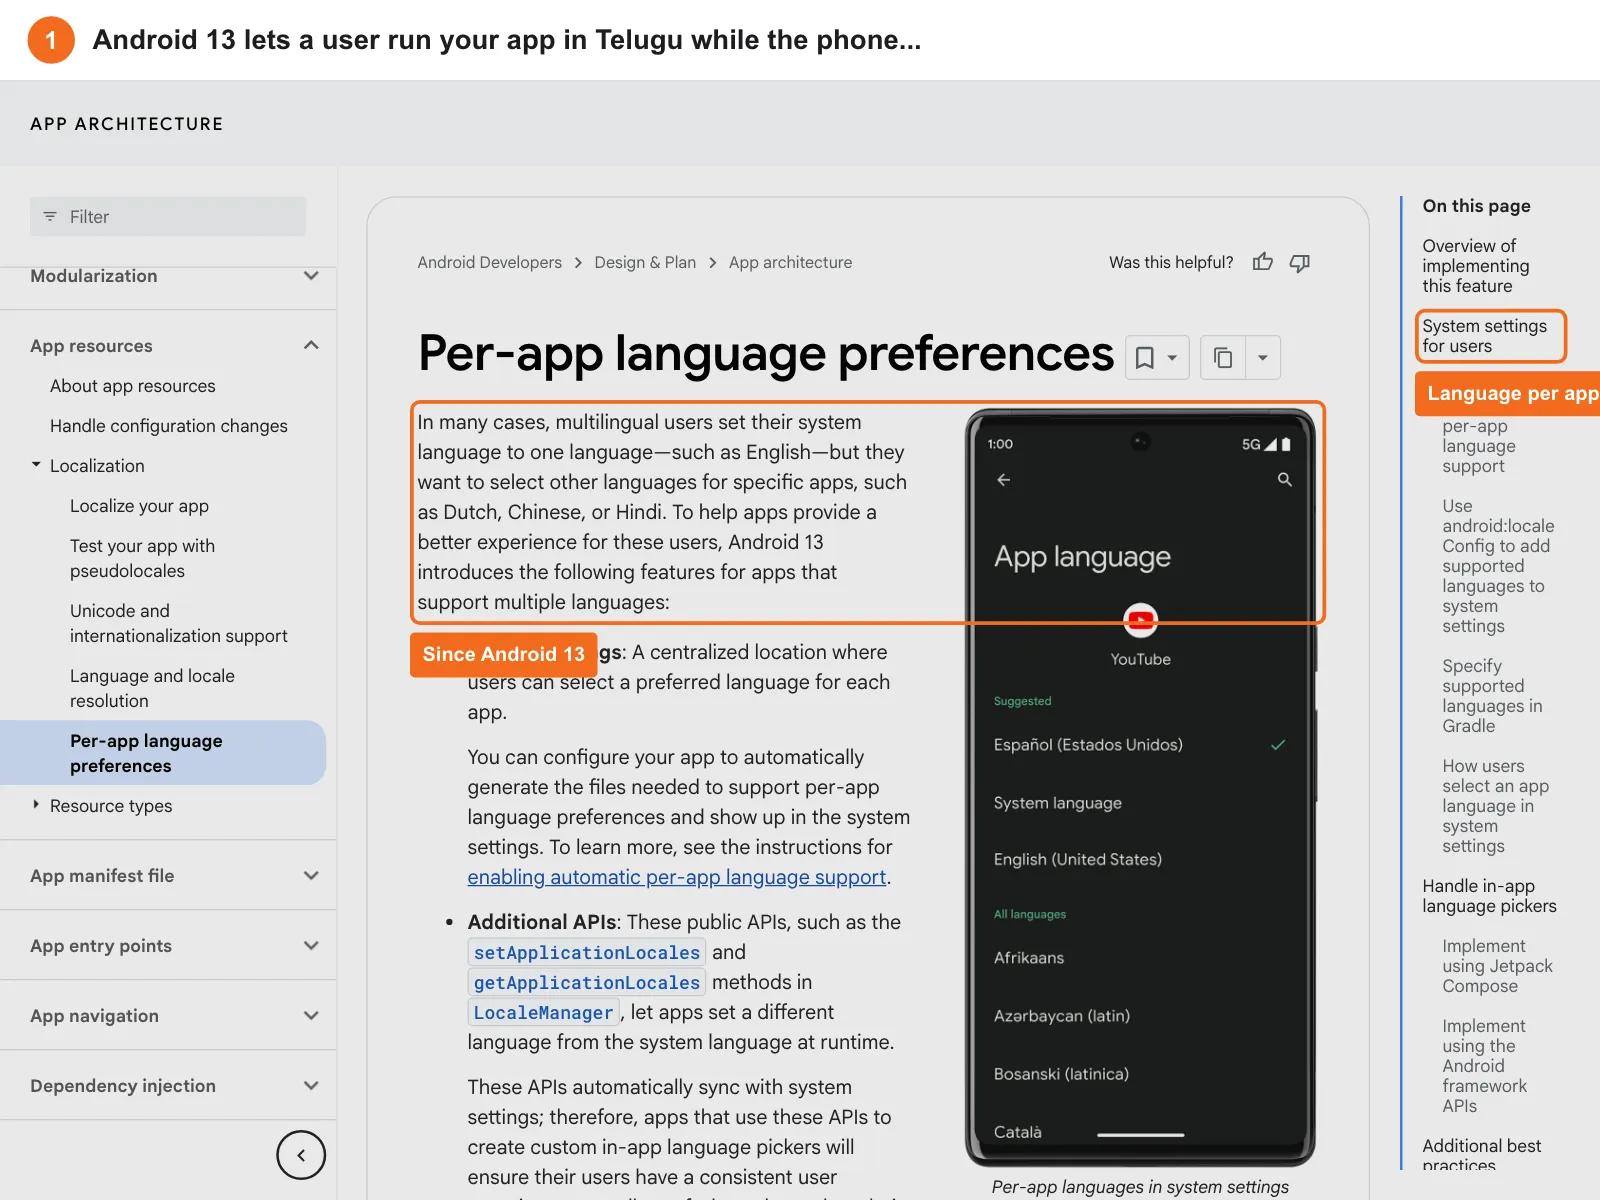 1 Android 13 lets a user run your app in Telugu while the phone...
APP ARCHITECTURE
Filter
Modularization
App resources
About app resources
Handle configuration changes
Localization
Localize your app
Test your app with
pseudolocales
Unicode and
internationalization support
Language and locale
resolution
Per-app language
preferences
Resource types
App manifest file
App entry points
App navigation
Dependency injection
Android Developers > Design & Plan > App architecture
Was this helpful?
Per-app language preferences
In many cases, multilingual users set their system
language to one language—such as English—but they
want to select other languages for specific apps, such
as Dutch, Chinese, or Hindi. To help apps provide a
better experience for these users, Android 13
introduces the following features for apps that
support multiple languages:
Since Android 13
gs: A centralized location where
users can select a preferred language for each
app.
You can configure your app to automatically
generate the files needed to support per-app
language preferences and show up in the system
settings. To learn more, see the instructions for
enabling automatic per-app language support.
• Additional APIs: These public APIs, such as the
setApplicationLocales and
getApplicationLocales methods in
LocaleManager, let apps set a different
language from the system language at runtime.
These APIs automatically sync with system
settings; therefore, apps that use these APIs to
create custom in-app language pickers will
ensure their users have a consistent user
1:00 5G
App language
YouTube
Suggested
Español (Estados Unidos)
System language
English (United States)
All languages
Afrikaans
Azərbaycan (latin)
Bosanski (latinica)
Català
Per-app languages in system settings
On this page
Overview of
implementing
this feature
System settings
for users
Language per app
per-app
language
support
Use
android:locale
Config to add
supported
languages to
system
settings
Specify
supported
languages in
Gradle
How users
select an app
language in
system
settings
Handle in-app
language pickers
Implement
using Jetpack
Compose
Implement
using the
Android
framework
APIs
Additional best
practices